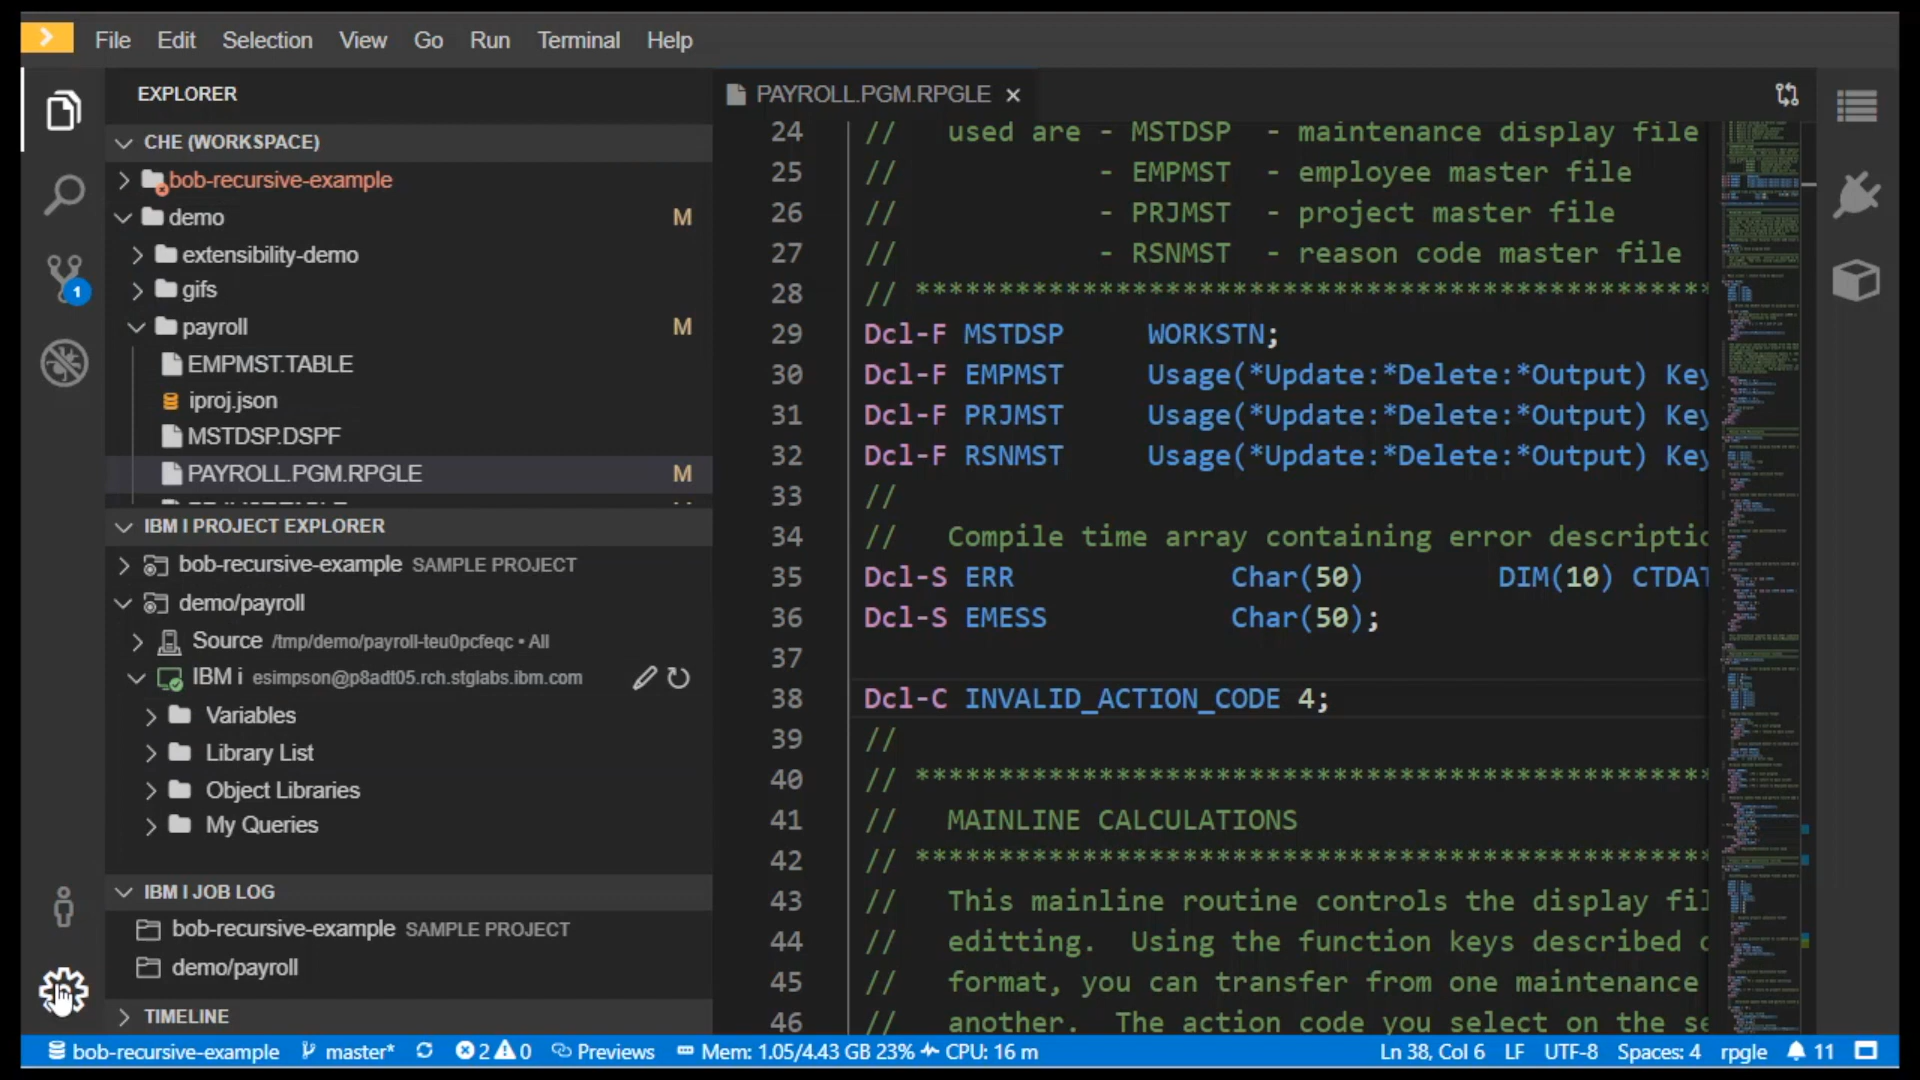 File Edit Selection View Go Run Terminal Help
EXPLORER
CHE (WORKSPACE)
bob-recursive-example
demo M
extensibility-demo
gifs
payroll M
EMPMST.TABLE
iproj.json
MSTDSP.DSPF
PAYROLL.PGM.RPGLE M
IBM I PROJECT EXPLORER
bob-recursive-example SAMPLE PROJECT
demo/payroll
Source /tmp/demo/payroll-teu0pcfeqc • All
IBM i esimpson@p8adt05.rch.stglabs.ibm.com
Variables
Library List
Object Libraries
My Queries
IBM I JOB LOG
bob-recursive-example SAMPLE PROJECT
demo/payroll
TIMELINE
1
PAYROLL.PGM.RPGLE
24 // used are - MSTDSP - maintenance display file
25 // - EMPMST - employee master file
26 // - PRJMST - project master file
27 // - RSNMST - reason code master file
28 // ************************************************
29 Dcl-F MSTDSP WORKSTN;
30 Dcl-F EMPMST Usage(*Update:*Delete:*Output) Key
31 Dcl-F PRJMST Usage(*Update:*Delete:*Output) Key
32 Dcl-F RSNMST Usage(*Update:*Delete:*Output) Key
33 //
34 // Compile time array containing error descriptio
35 Dcl-S ERR Char(50) DIM(10) CTDAT
36 Dcl-S EMESS Char(50);
37
38 Dcl-C INVALID_ACTION_CODE 4;
39 //
40 // ************************************************
41 // MAINLINE CALCULATIONS
42 // ************************************************
43 // This mainline routine controls the display fil
44 // editting. Using the function keys described
45 // format, you can transfer from one maintenance
46 // another. The action code you select on the se
bob-recursive-example master* 2 0 Previews Mem: 1.05/4.43 GB 23% CPU: 16 m Ln 38, Col 6 LF UTF-8 Spaces: 4 rpgle 11